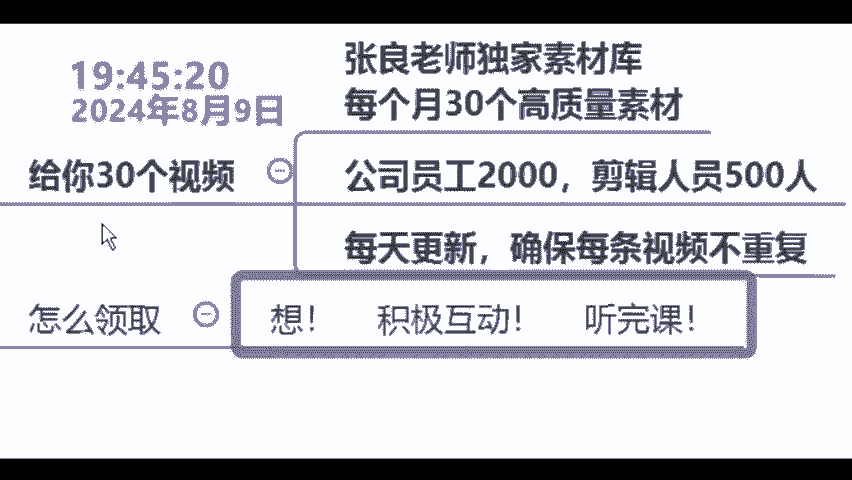 19:45:20
2024年8月9日
张良老师独家素材库
每个月30个高质量素材
给你30个视频
公司员工2000，剪辑人员500人
每天更新，确保每条视频不重复
怎么领取
想！ 积极互动！ 听完课！